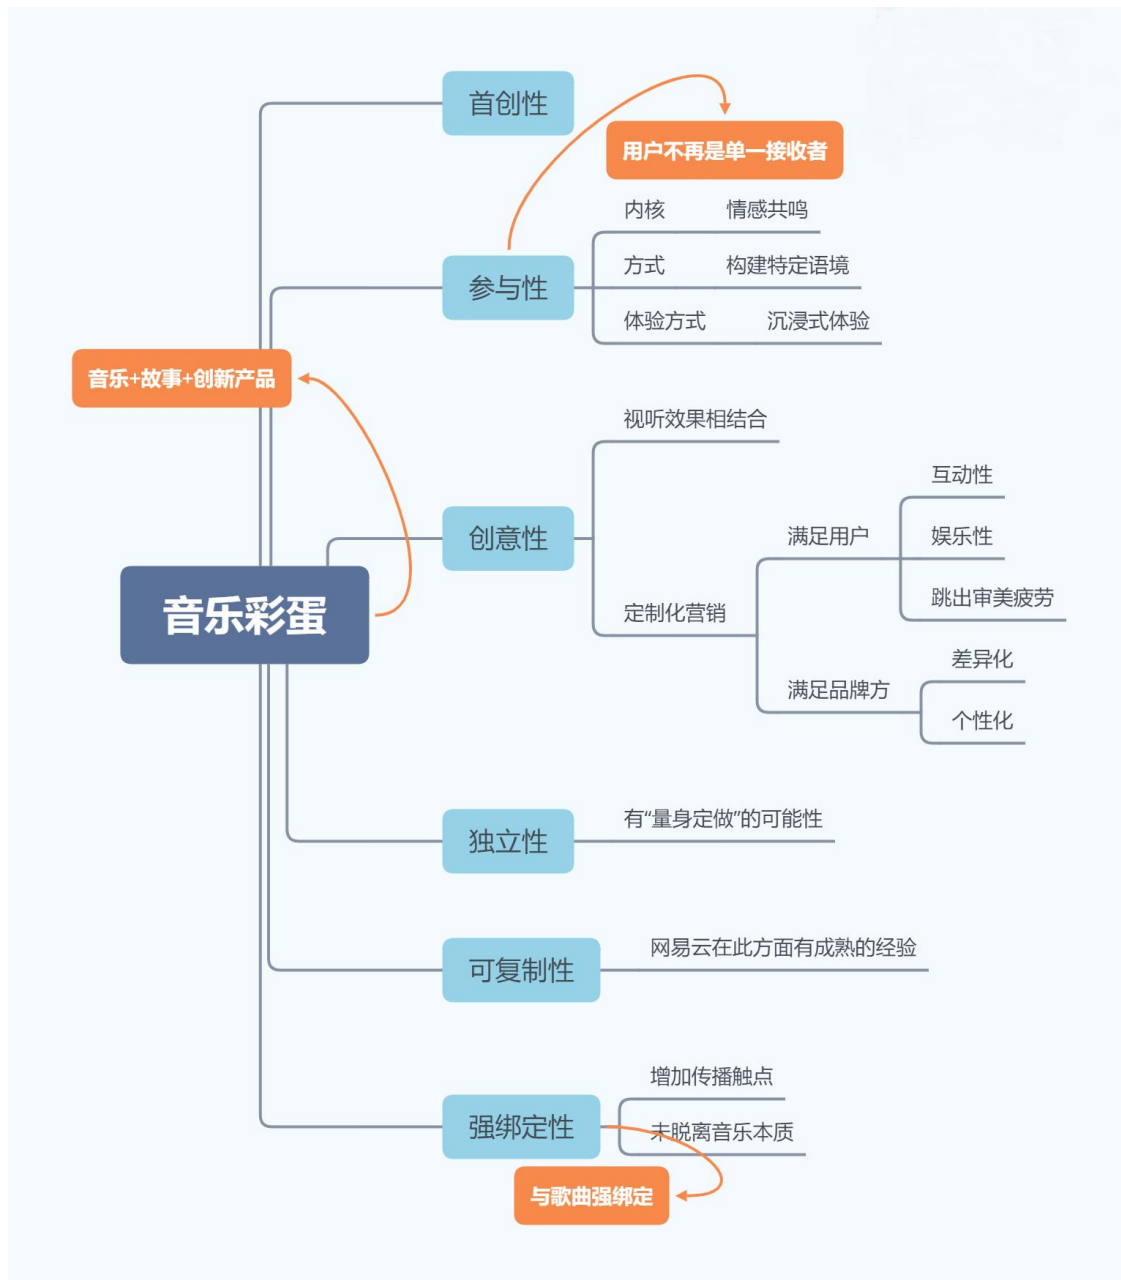 首创性
用户不再是单一接收者
内核
情感共鸣
参与性
方式
构建特定语境
体验方式
沉浸式体验
音乐+故事+创新产品
视听效果相结合
互动性
创意性
满足用户
娱乐性
跳出审美疲劳
音乐彩蛋
定制化营销
差异化
满足品牌方
个性化
独立性
有“量身定做”的可能性
可复制性
网易云在此方面有成熟的经验
增加传播触点
强绑定性
未脱离音乐本质
与歌曲强绑定